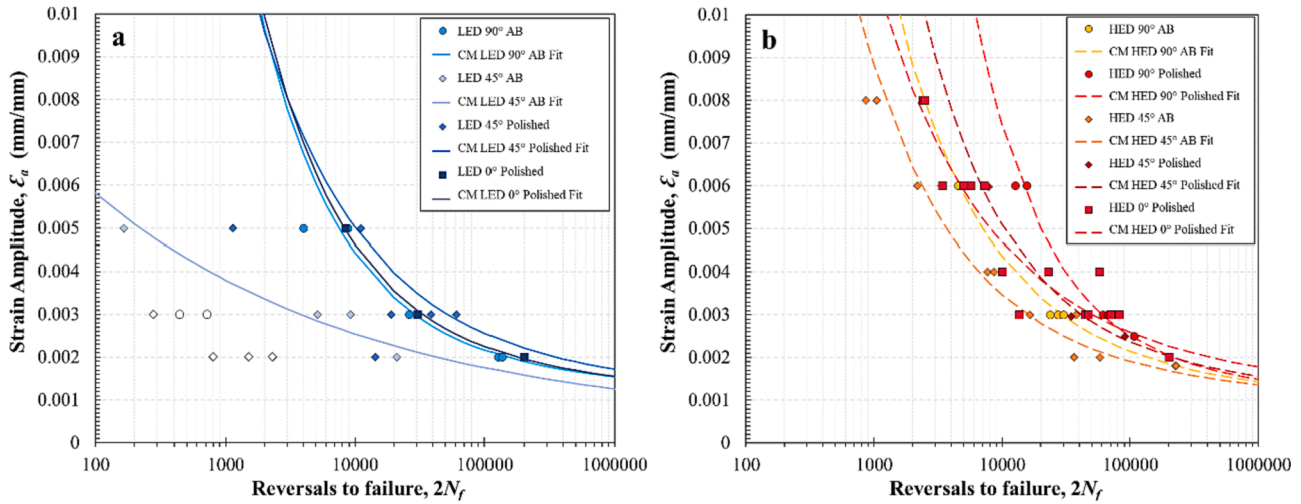 a
LED 90° AB
CM LED 90° AB Fit
LED 45° AB
CM LED 45° AB Fit
LED 45° Polished
CM LED 45° Polished Fit
LED 0° Polished
CM LED 0° Polished Fit
0.01
0.009
0.008
0.007
0.006
0.005
0.004
0.003
0.002
0.001
0
Strain Amplitude, Ɛₐ (mm/mm)
100 1000 10000 100000 1000000
Reversals to failure, 2N_f
b
HED 90° AB
CM HED 90° AB Fit
HED 90° Polished
CM HED 90° Polished Fit
HED 45° AB
CM HED 45° AB Fit
HED 45° Polished
CM HED 45° Polished Fit
HED 0° Polished
CM HED 0° Polished Fit
0.01
0.009
0.008
0.007
0.006
0.005
0.004
0.003
0.002
0.001
0
Strain Amplitude, Ɛₐ (mm/mm)
100 1000 10000 100000 1000000
Reversals to failure, 2N_f